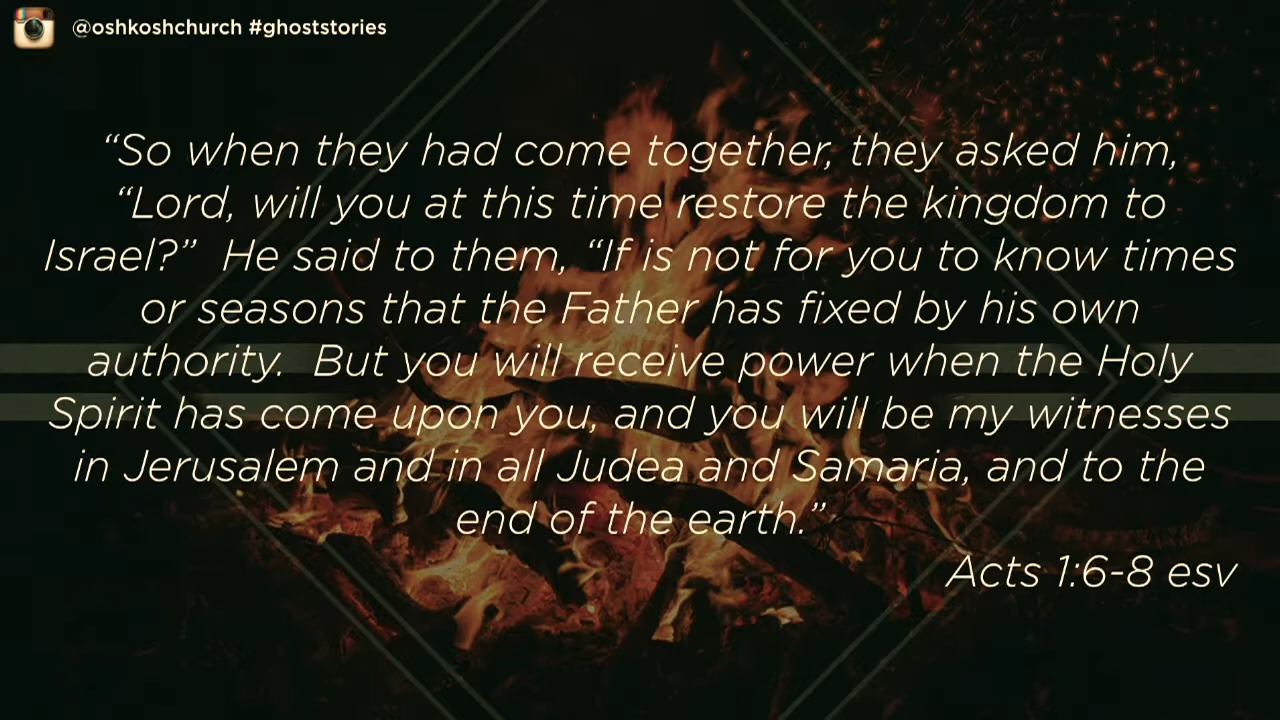 @oshkoshchurch #ghoststories
“So when they had come together, they asked him,
“Lord, will you at this time restore the kingdom to
Israel?”  He said to them, “If is not for you to know times
or seasons that the Father has fixed by his own
authority.  But you will receive power when the Holy
Spirit has come upon you, and you will be my witnesses
in Jerusalem and in all Judea and Samaria, and to the
end of the earth.”
Acts 1:6-8 esv